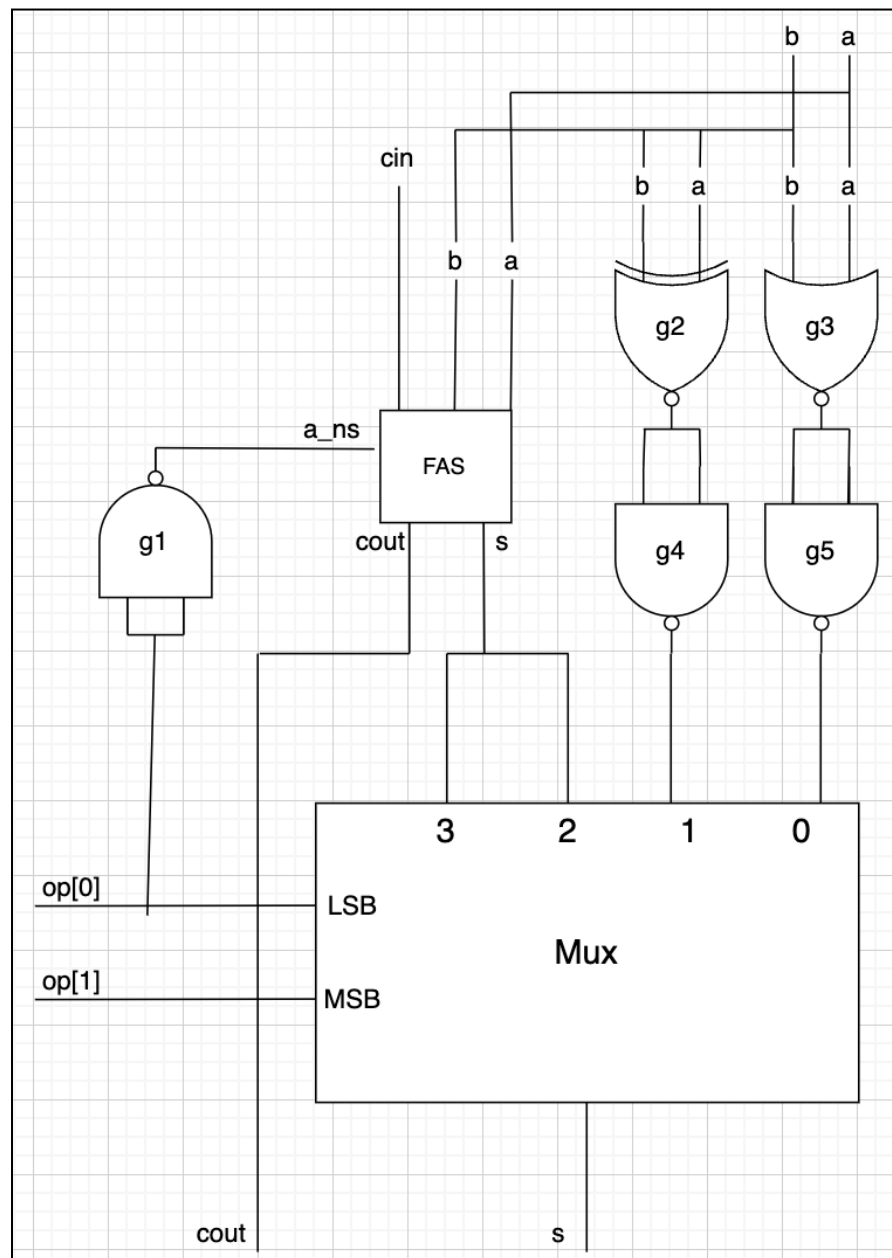 b a
cin
b a b a
b a
g2 g3
a_ns
FAS
g1
cout s
g4 g5
3 2 1 0
op[0]
LSB
Mux
op[1]
MSB
cout s